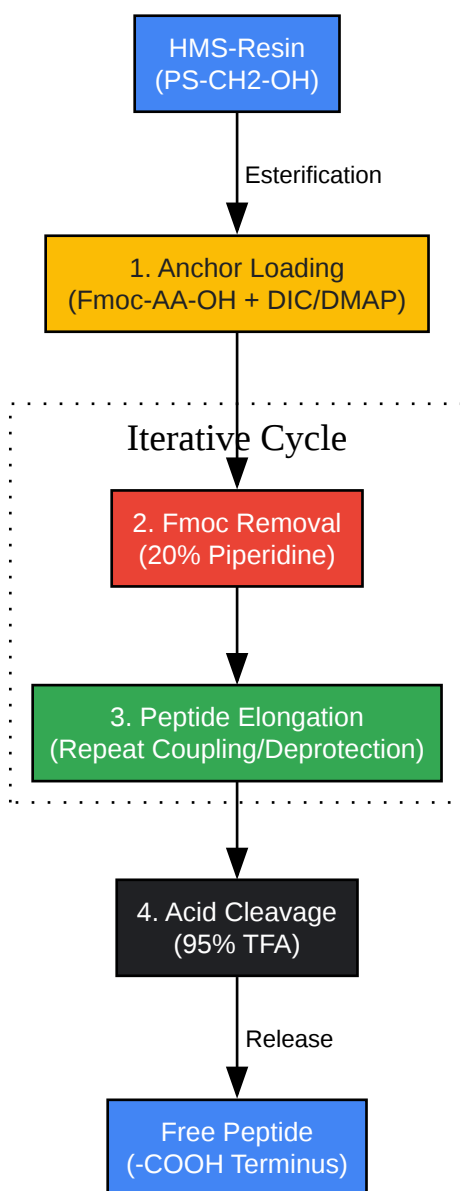 HMS-Resin
(PS-CH2-OH)
Esterification
1. Anchor Loading
(Fmoc-AA-OH + DIC/DMAP)
Iterative Cycle
2. Fmoc Removal
(20% Piperidine)
3. Peptide Elongation
(Repeat Coupling/Deprotection)
4. Acid Cleavage
(95% TFA)
Release
Free Peptide
(-COOH Terminus)